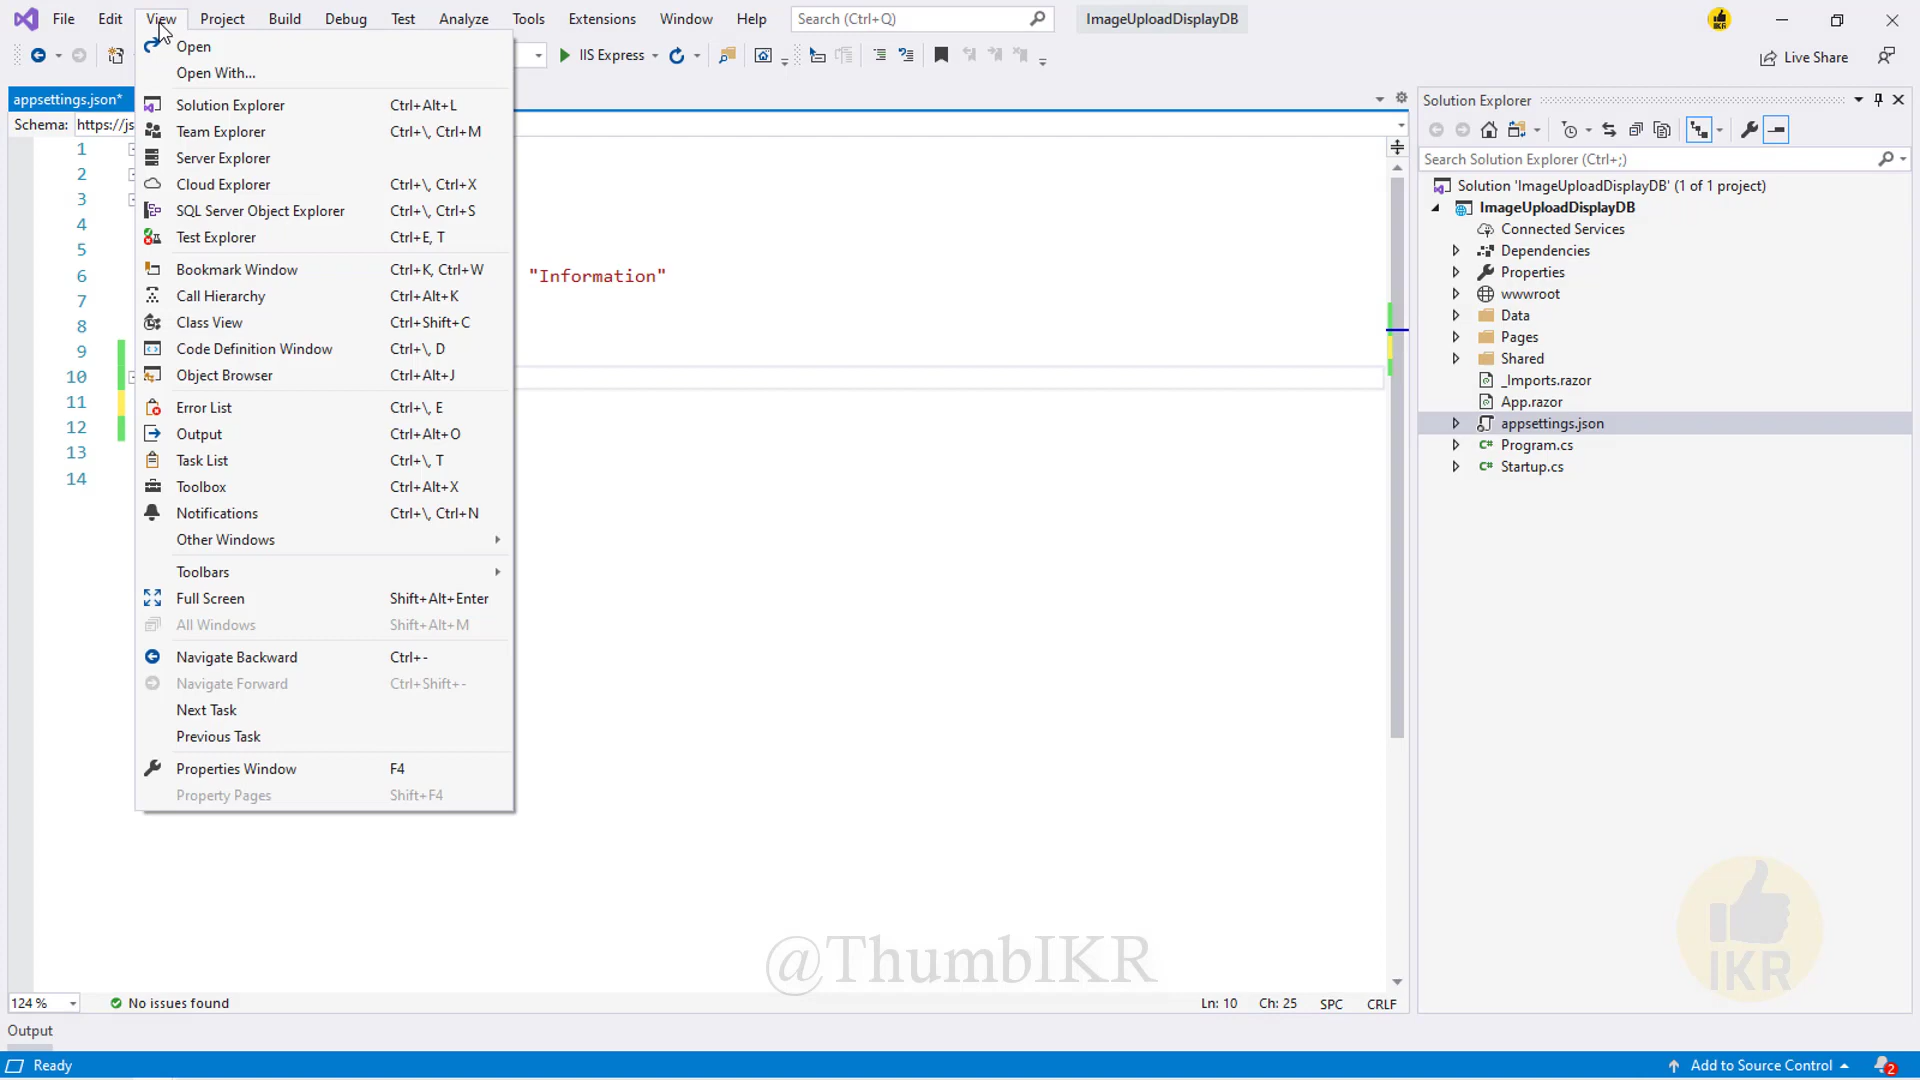 File Edit View Project Build Debug Test Analyze Tools Extensions Window Help Search (Ctrl+Q) ImageUploadDisplayDB
IKR
IIS Express
Live Share
Open
Open With...
Solution Explorer Ctrl+Alt+L
Team Explorer Ctrl+\, Ctrl+M
Server Explorer
Cloud Explorer Ctrl+\, Ctrl+X
SQL Server Object Explorer Ctrl+\, Ctrl+S
Test Explorer Ctrl+E, T
Bookmark Window Ctrl+K, Ctrl+W
Call Hierarchy Ctrl+Alt+K
Class View Ctrl+Shift+C
Code Definition Window Ctrl+\, D
Object Browser Ctrl+Alt+J
Error List Ctrl+\, E
Output Ctrl+Alt+O
Task List Ctrl+\, T
Toolbox Ctrl+Alt+X
Notifications Ctrl+\, Ctrl+N
Other Windows
Toolbars
Full Screen Shift+Alt+Enter
All Windows Shift+Alt+M
Navigate Backward Ctrl+-
Navigate Forward Ctrl+Shift+-
Next Task
Previous Task
Properties Window F4
Property Pages Shift+F4
appsettings.json*
Schema: https://js
1
2
3
4
5
6 "Information"
7
8
9
10
11
12
13
14
Solution Explorer
Search Solution Explorer (Ctrl+;)
Solution 'ImageUploadDisplayDB' (1 of 1 project)
ImageUploadDisplayDB
Connected Services
Dependencies
Properties
wwwroot
Data
Pages
Shared
_Imports.razor
App.razor
appsettings.json
C# Program.cs
C# Startup.cs
@ThumbIKR
IKR
124 % No issues found Ln: 10 Ch: 25 SPC CRLF
Output
Ready Add to Source Control 2